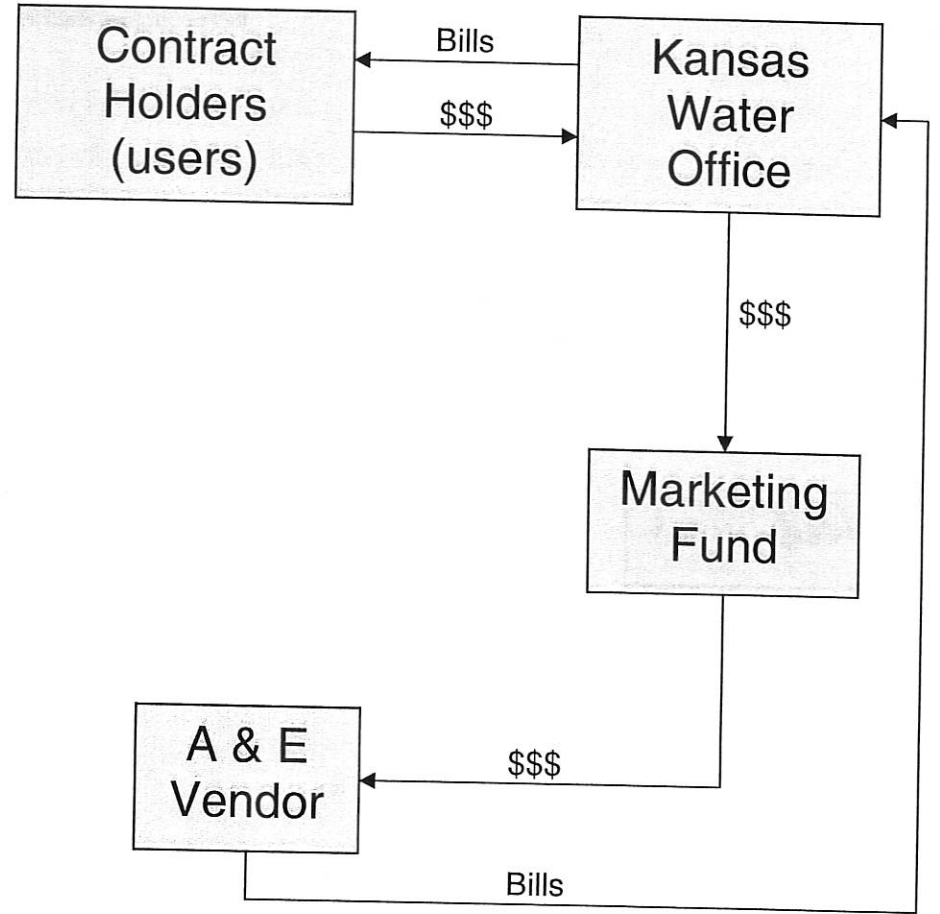 Contract
Holders
(users)
Bills
$$$
Kansas
Water
Office
$$$
Marketing
Fund
A & E
Vendor
$$$
Bills